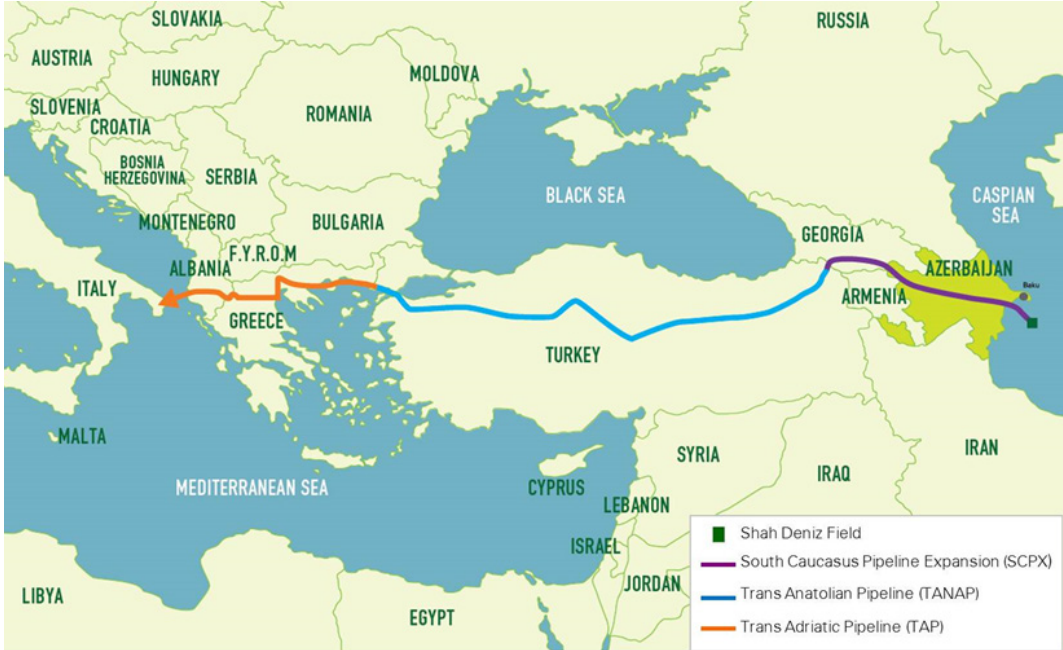 SLOVAKIA
RUSSIA
AUSTRIA
MOLDOVA
HUNGARY
SLOVENIA
ROMANIA
CROATIA
BOSNIA
HERZEGOVINA
SERBIA
BLACK SEA
CASPIAN
SEA
MONTENEGRO
BULGARIA
GEORGIA
F.Y.R.O.M
ALBANIA
AZERBAIJAN
ITALY
Baku
ARMENIA
GREECE
TURKEY
MALTA
SYRIA
IRAN
IRAQ
MEDITERRANEAN SEA
CYPRUS
LEBANON
ISRAEL
JORDAN
LIBYA
EGYPT
Shah Deniz Field
South Caucasus Pipeline Expansion (SCPX)
Trans Anatolian Pipeline (TANAP)
Trans Adriatic Pipeline (TAP)